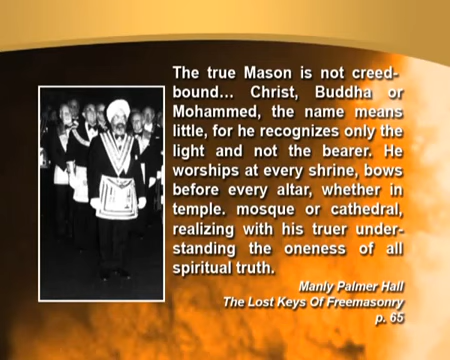 The true Mason is not creed-
bound... Christ, Buddha or
Mohammed, the name means
little, for he recognizes only the
light and not the bearer. He
worships at every shrine, bows
before every altar, whether in
temple. mosque or cathedral,
realizing with his truer under-
standing the oneness of all
spiritual truth.
Manly Palmer Hall
The Lost Keys Of Freemasonry
p. 65